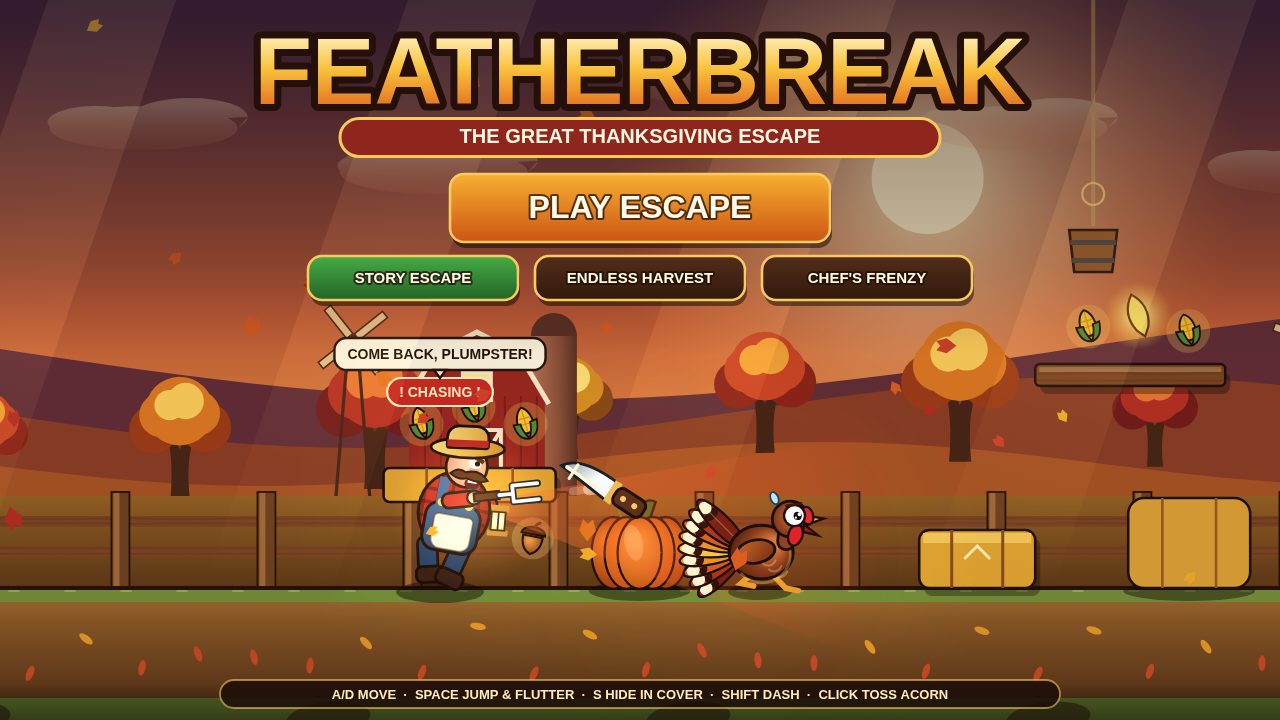 FEATHERBREAK
THE GREAT THANKSGIVING ESCAPE
PLAY ESCAPE
STORY ESCAPE
ENDLESS HARVEST
CHEF'S FRENZY
COME BACK, PLUMPSTER!
! CHASING !
A/D MOVE · SPACE JUMP & FLUTTER · S HIDE IN COVER · SHIFT DASH · CLICK TOSS ACORN